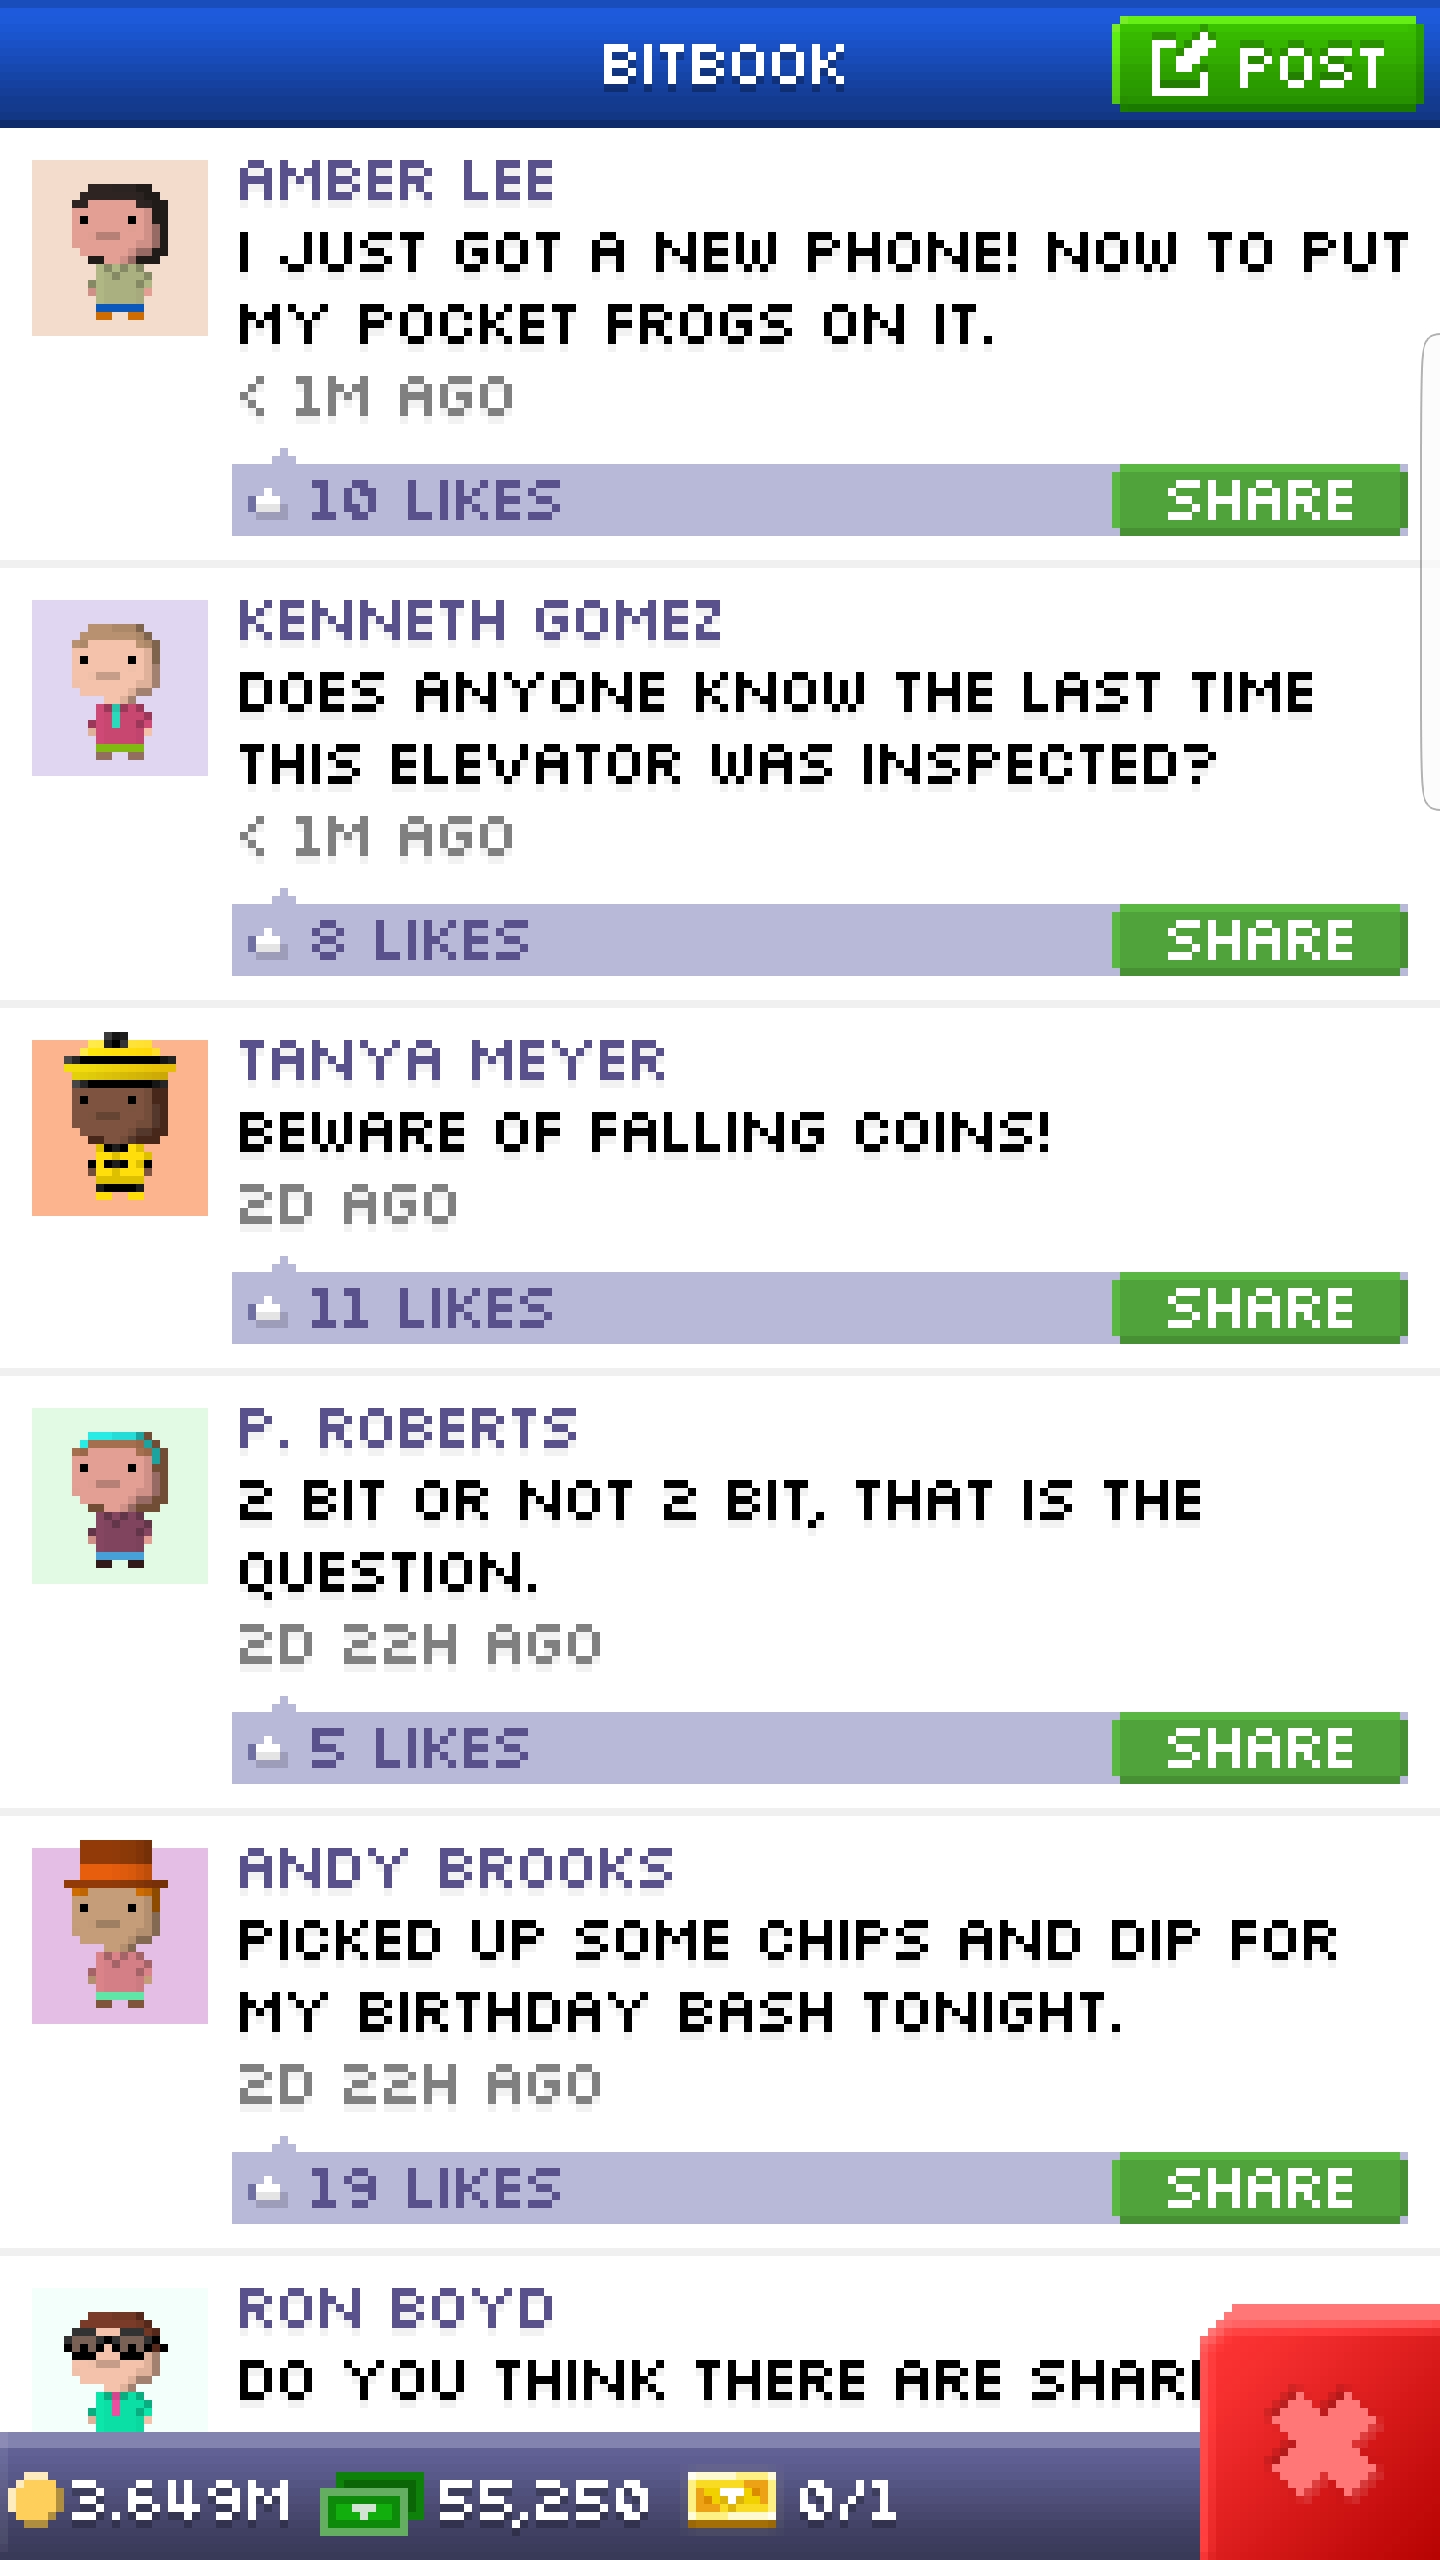 BITBOOK
POST
AMBER LEE
I JUST GOT A NEW PHONE! NOW TO PUT
MY POCKET FROGS ON IT.
< 1M AGO
10 LIKES
SHARE
KENNETH GOMEZ
DOES ANYONE KNOW THE LAST TIME
THIS ELEVATOR WAS INSPECTED?
< 1M AGO
8 LIKES
SHARE
TANYA MEYER
BEWARE OF FALLING COINS!
2D AGO
11 LIKES
SHARE
P. ROBERTS
2 BIT OR NOT 2 BIT, THAT IS THE
QUESTION.
2D 22H AGO
5 LIKES
SHARE
ANDY BROOKS
PICKED UP SOME CHIPS AND DIP FOR
MY BIRTHDAY BASH TONIGHT.
2D 22H AGO
19 LIKES
SHARE
RON BOYD
DO YOU THINK THERE ARE
3.649M 55,250 0/1